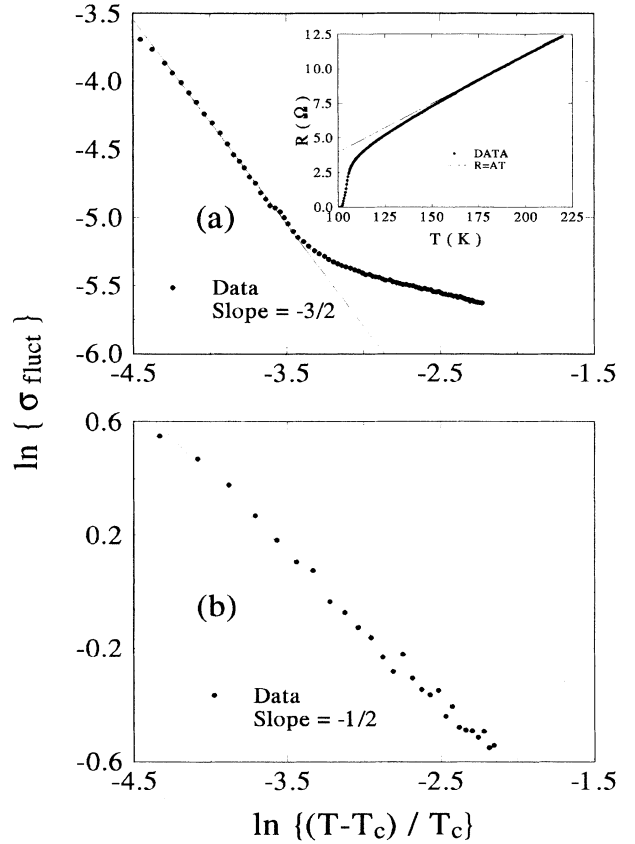 -3.5
-4.0
-4.5
-5.0
-5.5
-6.0
(a)
Data
Slope = -3/2
12.5
10.0
7.5
5.0
2.5
0.0
R (Ω)
DATA
R=AT
100 125 150 175 200 225
T (K)
-4.5 -3.5 -2.5 -1.5
ln { σfluct }
0.6
0.2
-0.2
-0.6
(b)
Data
Slope = -1/2
-4.5 -3.5 -2.5 -1.5
ln {(T-Tc) / Tc}